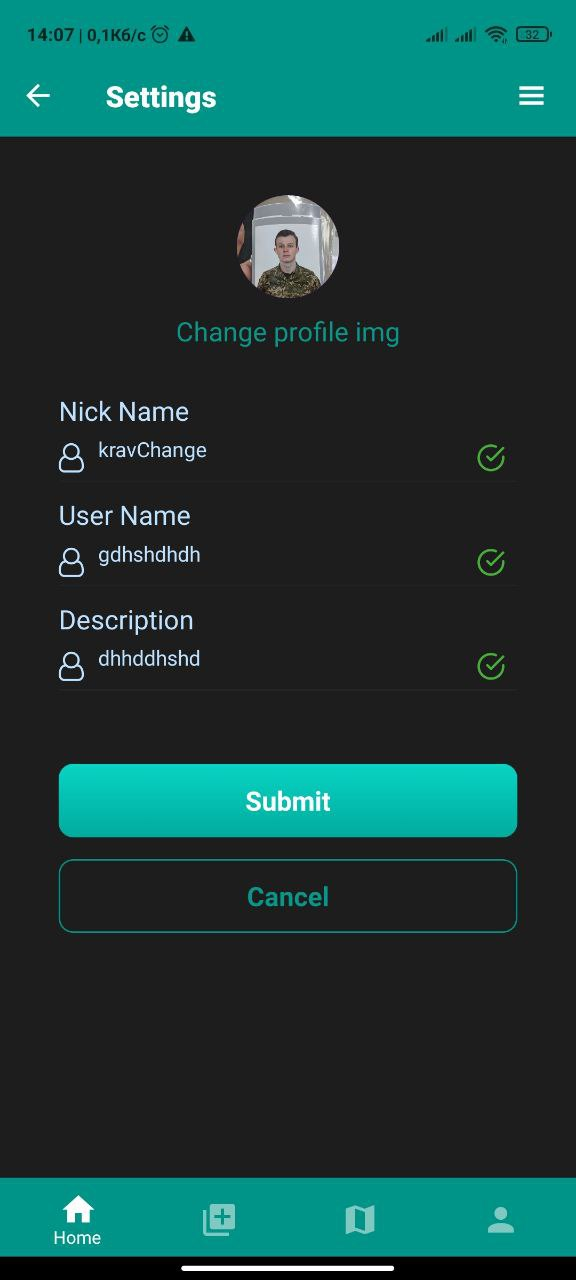 14:07 | 0,1K6/c
32
Settings
Change profile img
Nick Name
kravChange
User Name
gdhshdhdh
Description
dhhddhshd
Submit
Cancel
Home